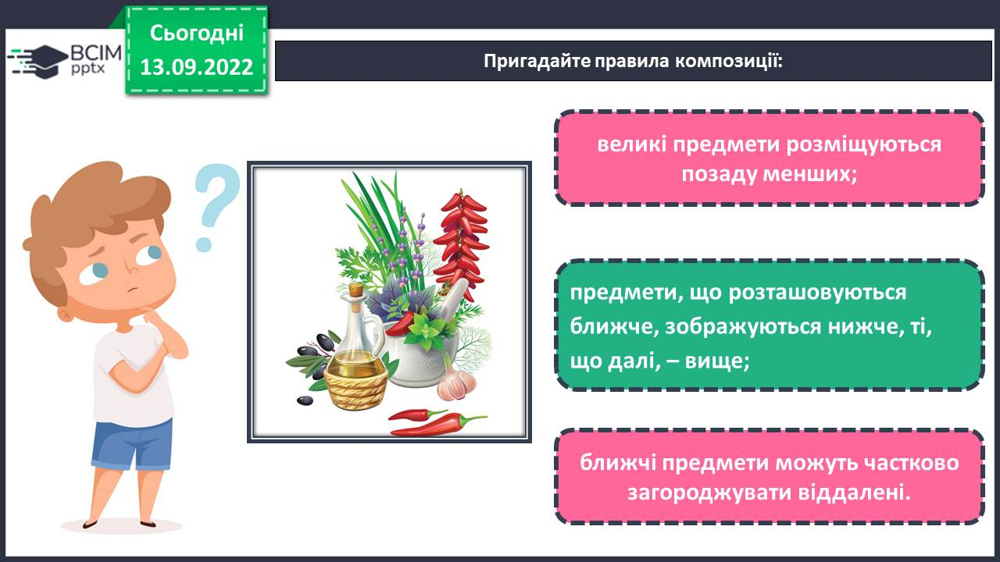 Сьогодні
13.09.2022
BCIM
pptx
Пригадайте правила композиції:
великі предмети розміщуються
позаду менших;
предмети, що розташовуються
ближче, зображуються нижче, ті,
що далі, – вище;
ближчі предмети можуть частково
загороджувати віддалені.
?